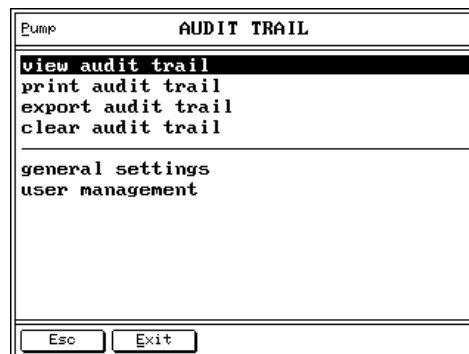 Pump AUDIT TRAIL
view audit trail
print audit trail
export audit trail
clear audit trail
general settings
user management
Esc Exit